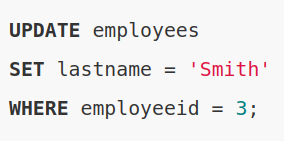 UPDATE employees
SET lastname = 'Smith'
WHERE employeeid = 3;